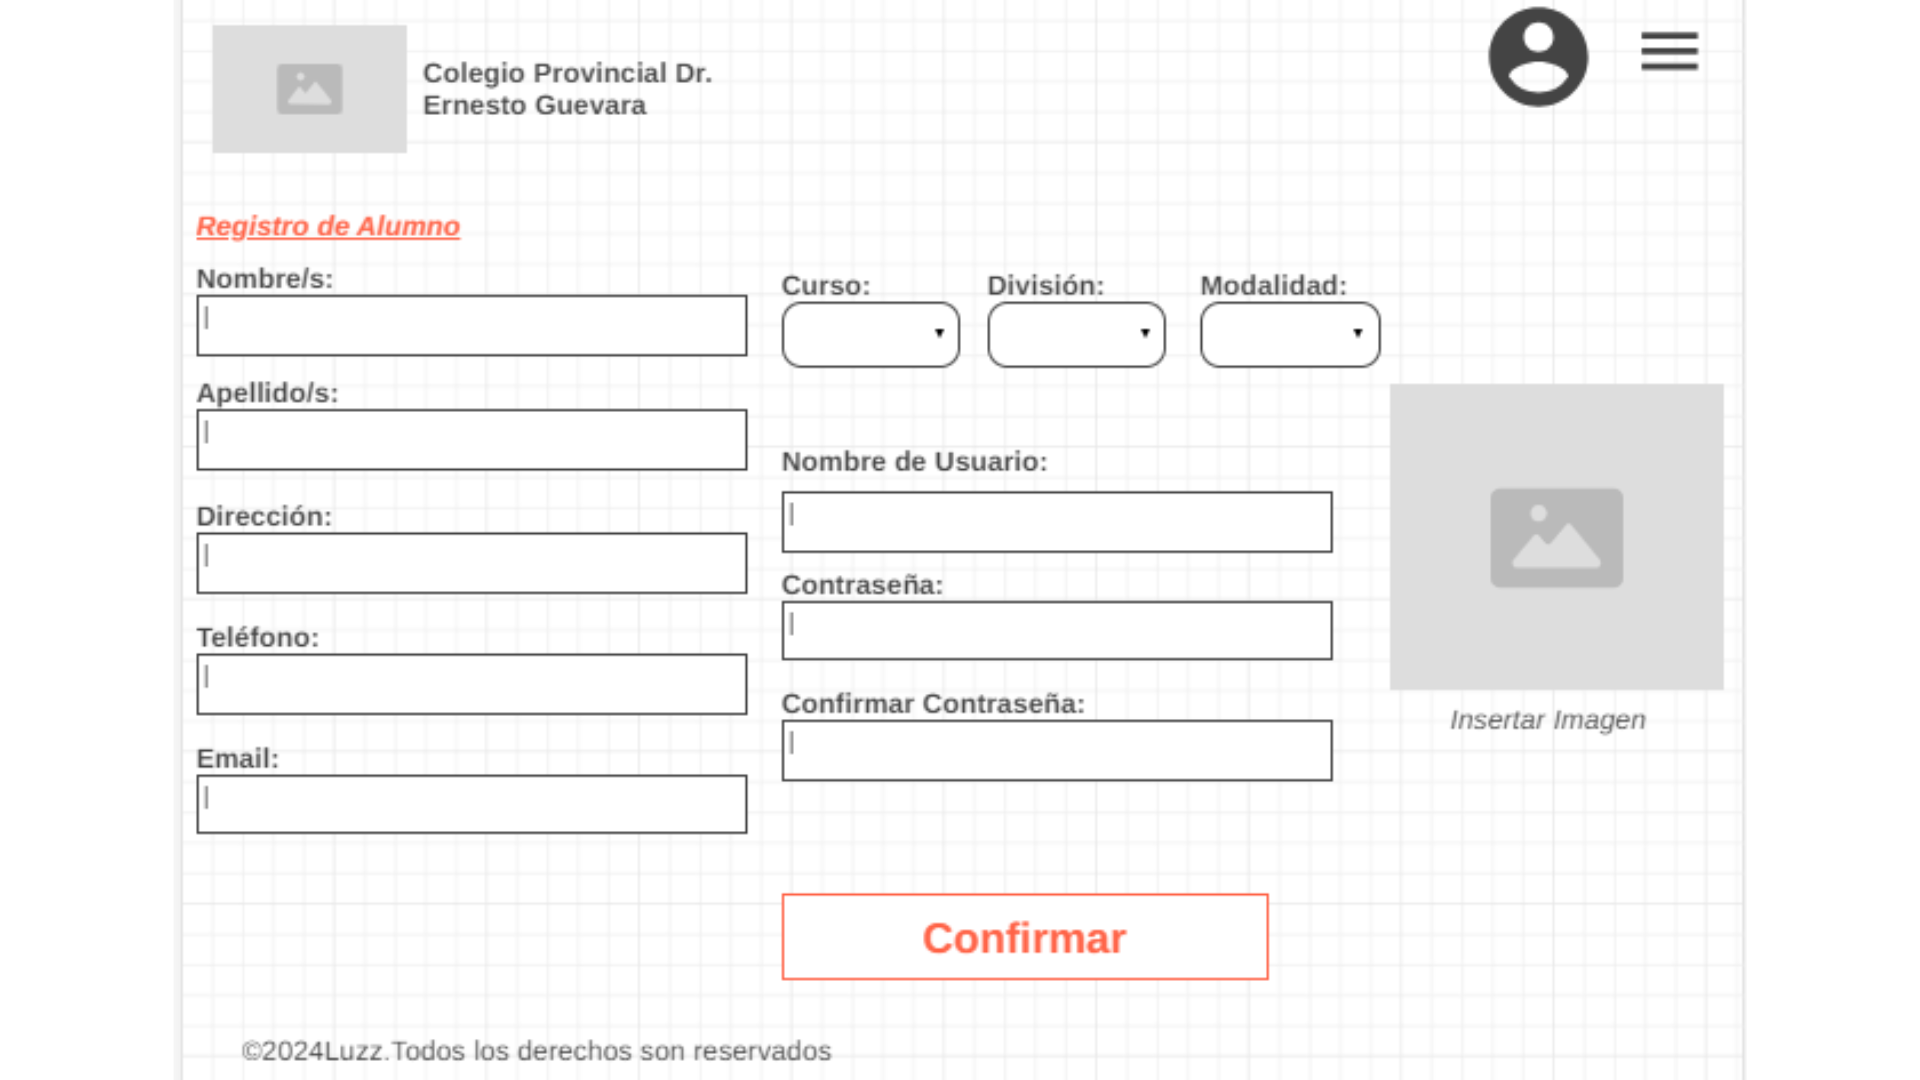 Colegio Provincial Dr.
Ernesto Guevara
Registro de Alumno
Nombre/s:
Apellido/s:
Dirección:
Teléfono:
Email:
Curso:
División:
Modalidad:
Nombre de Usuario:
Contraseña:
Confirmar Contraseña:
Insertar Imagen
Confirmar
©2024Luzz.Todos los derechos son reservados